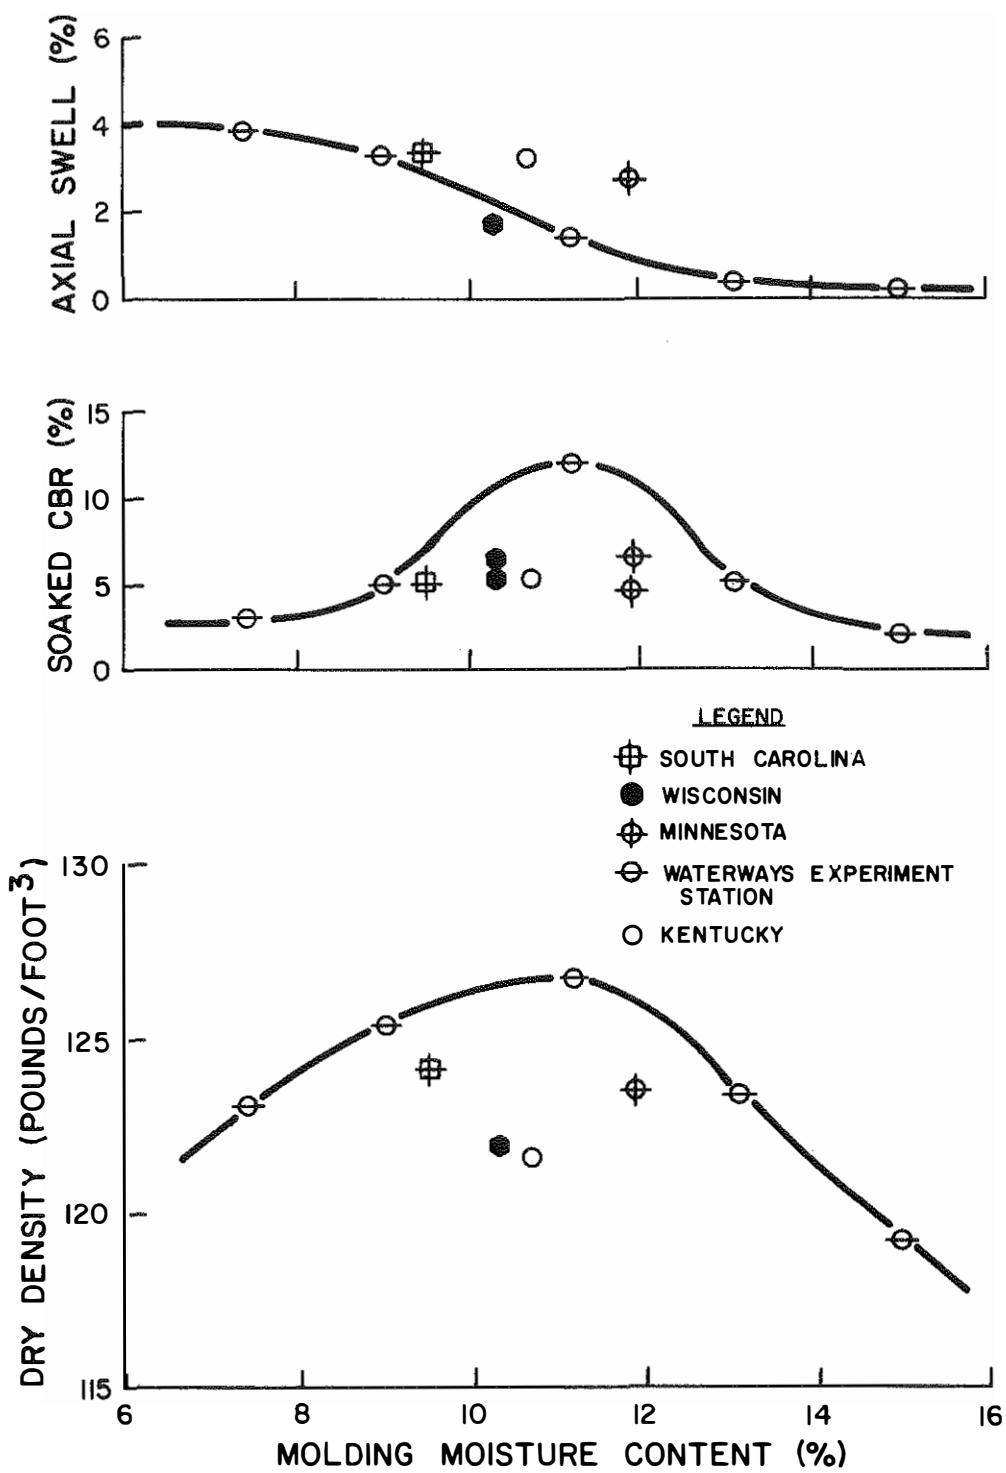 AXIAL SWELL (%)
6
4
2
0
SOAKED CBR (%)
15
10
5
0
LEGEND
SOUTH CAROLINA
WISCONSIN
MINNESOTA
WATERWAYS EXPERIMENT
STATION
KENTUCKY
DRY DENSITY (POUNDS/FOOT³)
130
125
120
115
6 8 10 12 14 16
MOLDING MOISTURE CONTENT (%)